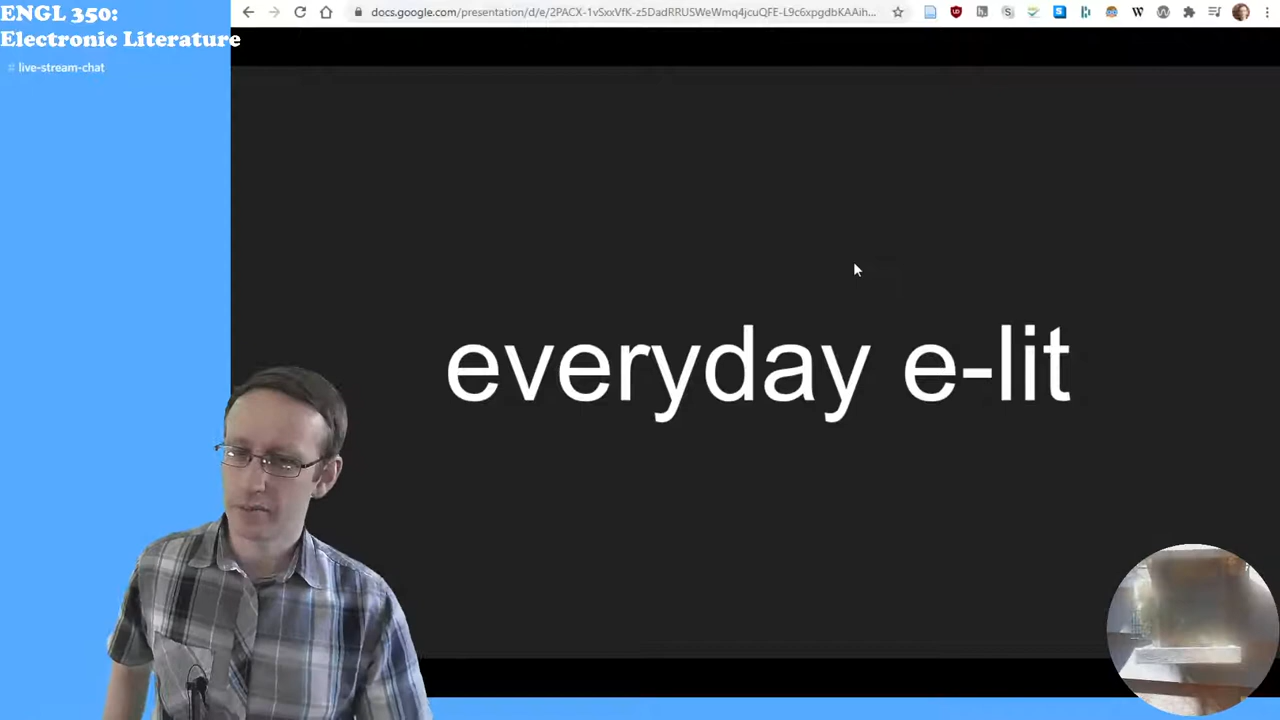 ENGL 350:
Electronic Literature
# live-stream-chat
docs.google.com/presentation/d/e/2PACX-1vSxxVfK-z5DadRRUSWeWmq4jcuQFE-L9c6xpgdbKAAih...
everyday e-lit